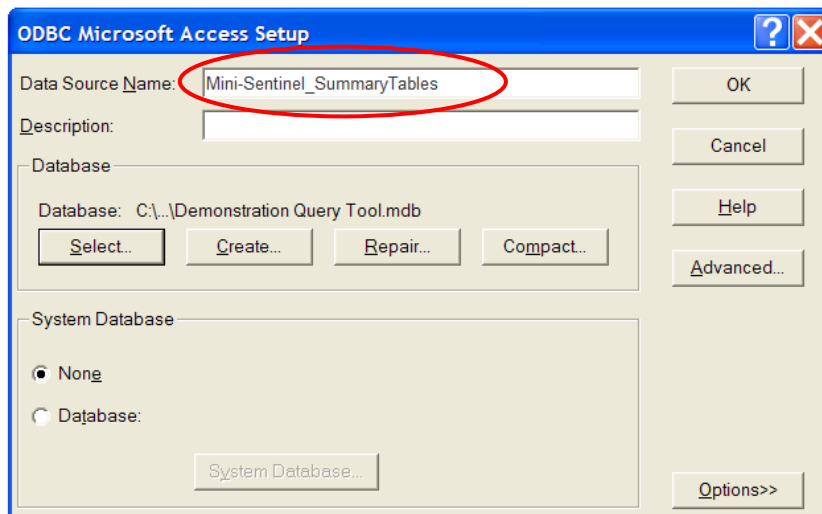 ODBC Microsoft Access Setup
?
Data Source Name: Mini-Sentinel_SummaryTables
OK
Description:
Cancel
Database
Database: C:\...\Demonstration Query Tool.mdb
Help
Select... Create... Repair... Compact...
Advanced...
System Database
None
Database:
System Database...
Options>>